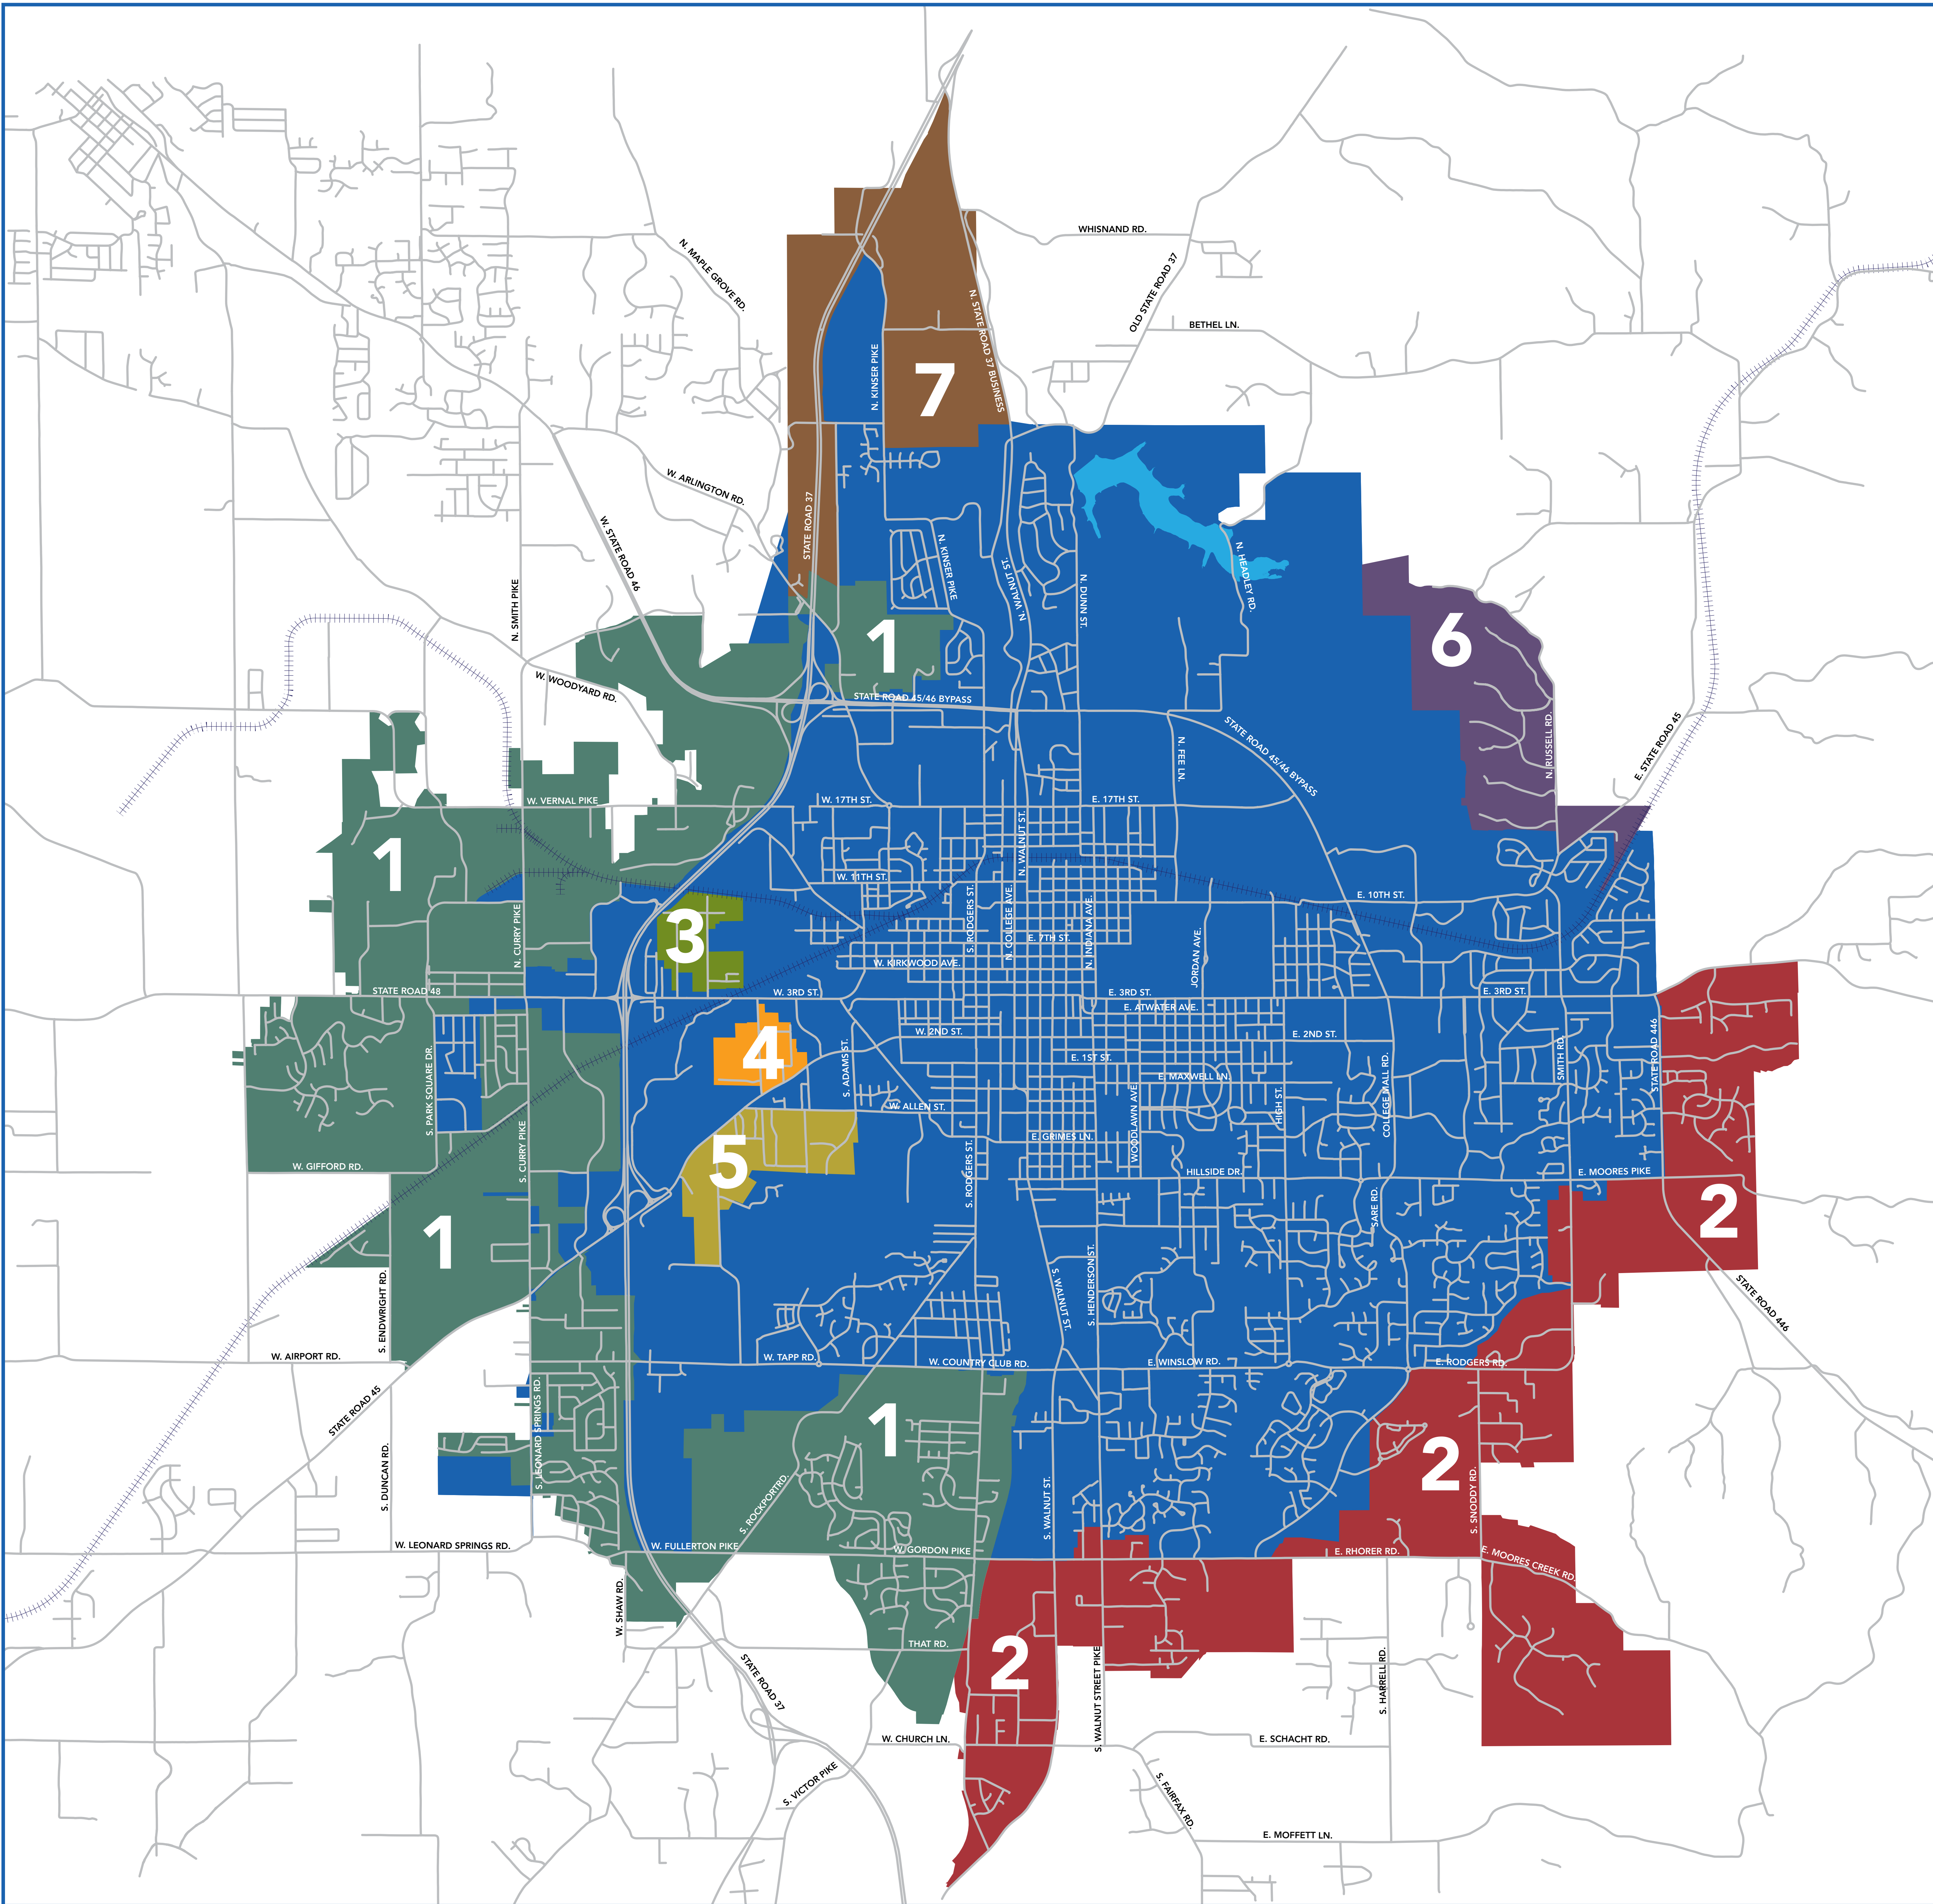 WHISNAND RD.
N. MAPLE GROVE RD.
OLD STATE ROAD 37
N. STATE ROAD 37 BUSINESS
BETHEL LN.
N. KINSER PIKE
7
W. ARLINGTON RD.
STATE ROAD 37
W. STATE ROAD 46
N. KINSER PIKE
N. WALNUT ST.
N. DUNN ST.
N. HEADLEY RD.
N. SMITH PIKE
1
6
W. WOODYARD RD.
STATE ROAD 45/46 BYPASS
STATE ROAD 45/46 BYPASS
N. FEE LN.
N. RUSSELL RD.
E. STATE ROAD 45
W. VERNAL PIKE
W. 17TH ST.
E. 17TH ST.
N. WALNUT ST.
1
W. 11TH ST.
E. 10TH ST.
S. RODGERS ST.
N. COLLEGE AVE.
N. INDIANA AVE.
N. CURRY PIKE
3
E. 7TH ST.
JORDAN AVE.
W. KIRKWOOD AVE.
STATE ROAD 48
W. 3RD ST.
E. 3RD ST.
E. 3RD ST.
E. ATWATER AVE.
4
W. 2ND ST.
E. 2ND ST.
E. 1ST ST.
S. PARK SQUARE DR.
S. ADAMS ST.
E. MAXWELL LN.
HIGH ST.
COLLEGE MALL RD.
SMITH RD.
STATE ROAD 446
W. ALLEN ST.
WOODLAWN AVE.
5
E. GRIMES LN.
W. GIFFORD RD.
S. CURRY PIKE
S. RODGERS ST.
HILLSIDE DR.
E. MOORES PIKE
1
SARE RD.
2
S. WALNUT ST.
S. HENDERSON ST.
S. ENDWRIGHT RD.
STATE ROAD 446
W. AIRPORT RD.
W. TAPP RD.
W. COUNTRY CLUB RD.
E. WINSLOW RD.
E. RODGERS RD.
STATE ROAD 45
S. LEONARD SPRINGS RD.
1
2
S. DUNCAN RD.
S. ROCKPORT RD.
S. WALNUT ST.
S. SNODDY RD.
W. LEONARD SPRINGS RD.
W. FULLERTON PIKE
W. GORDON PIKE
E. RHORER RD.
E. MOORES CREEK RD.
W. SHAW RD.
THAT RD.
2
STATE ROAD 37
S. WALNUT STREET PIKE
S. HARRELL RD.
W. CHURCH LN.
E. SCHACHT RD.
S. VICTOR PIKE
S. FAIRFAX RD.
E. MOFFETT LN.